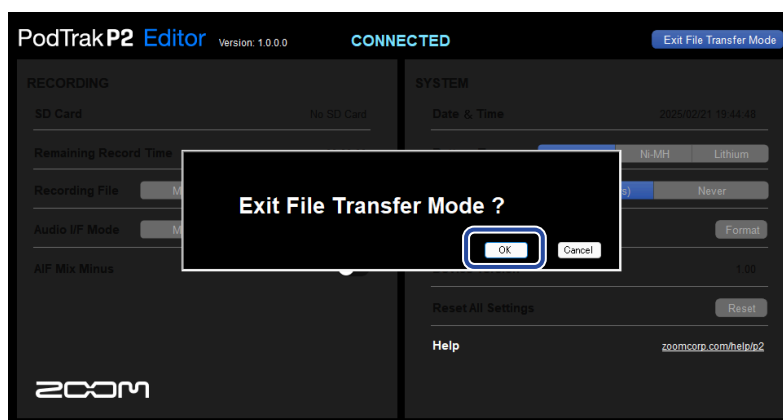 PodTrak P2 Editor Version: 1.0.0.0 CONNECTED Exit File Transfer Mode
RECORDING
SD Card No SD Card
Remaining Record Time
Recording File M
Audio I/F Mode M
AIF Mix Minus
SYSTEM
Date & Time 2025/02/21 19:44:48
Ni-MH Lithium
s) Never
Format
1.00
Reset All Settings Reset
Help zoomcorp.com/help/p2
Exit File Transfer Mode ?
OK Cancel
ZOOM